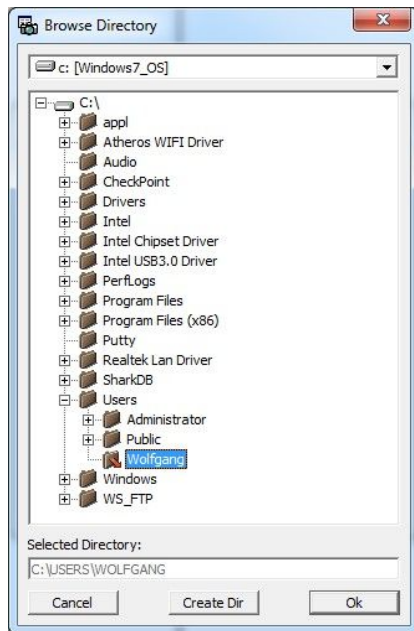 Browse Directory
c: [Windows7_OS]
C:\
appl
Atheros WIFI Driver
Audio
CheckPoint
Drivers
Intel
Intel Chipset Driver
Intel USB3.0 Driver
PerfLogs
Program Files
Program Files (x86)
Putty
Realtek Lan Driver
SharkDB
Users
Administrator
Public
Wolfgang
Windows
WS_FTP
Selected Directory:
C:\USERS\WOLFGANG
Cancel Create Dir Ok